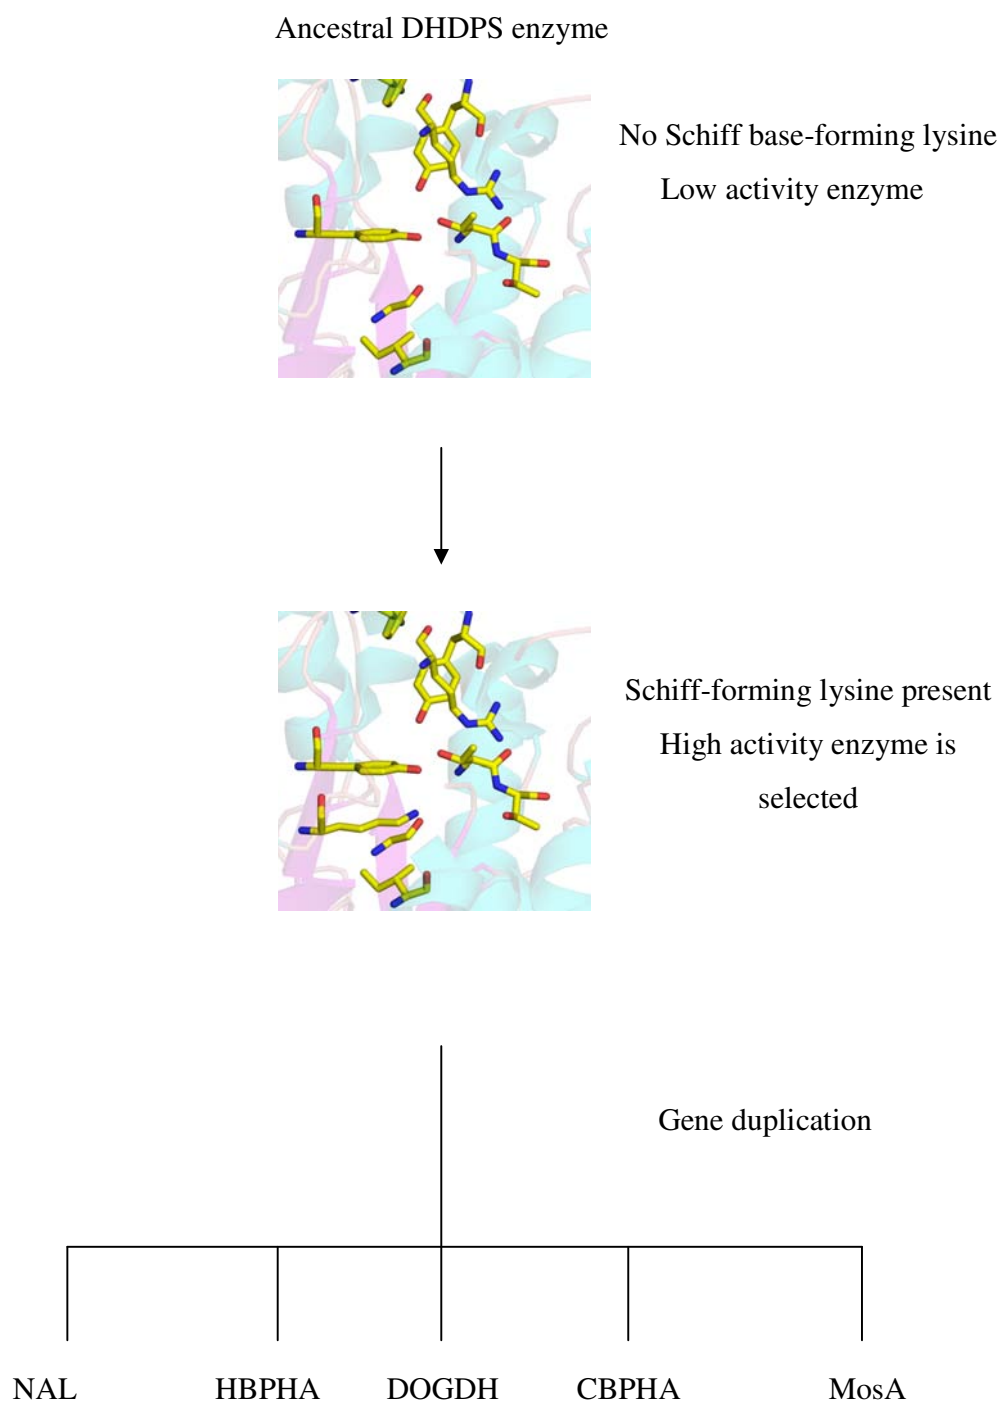 Ancestral DHDPS enzyme
No Schiff base-forming lysine
Low activity enzyme
Schiff-forming lysine present
High activity enzyme is
selected
Gene duplication
NAL HBPHA DOGDH CBPHA MosA